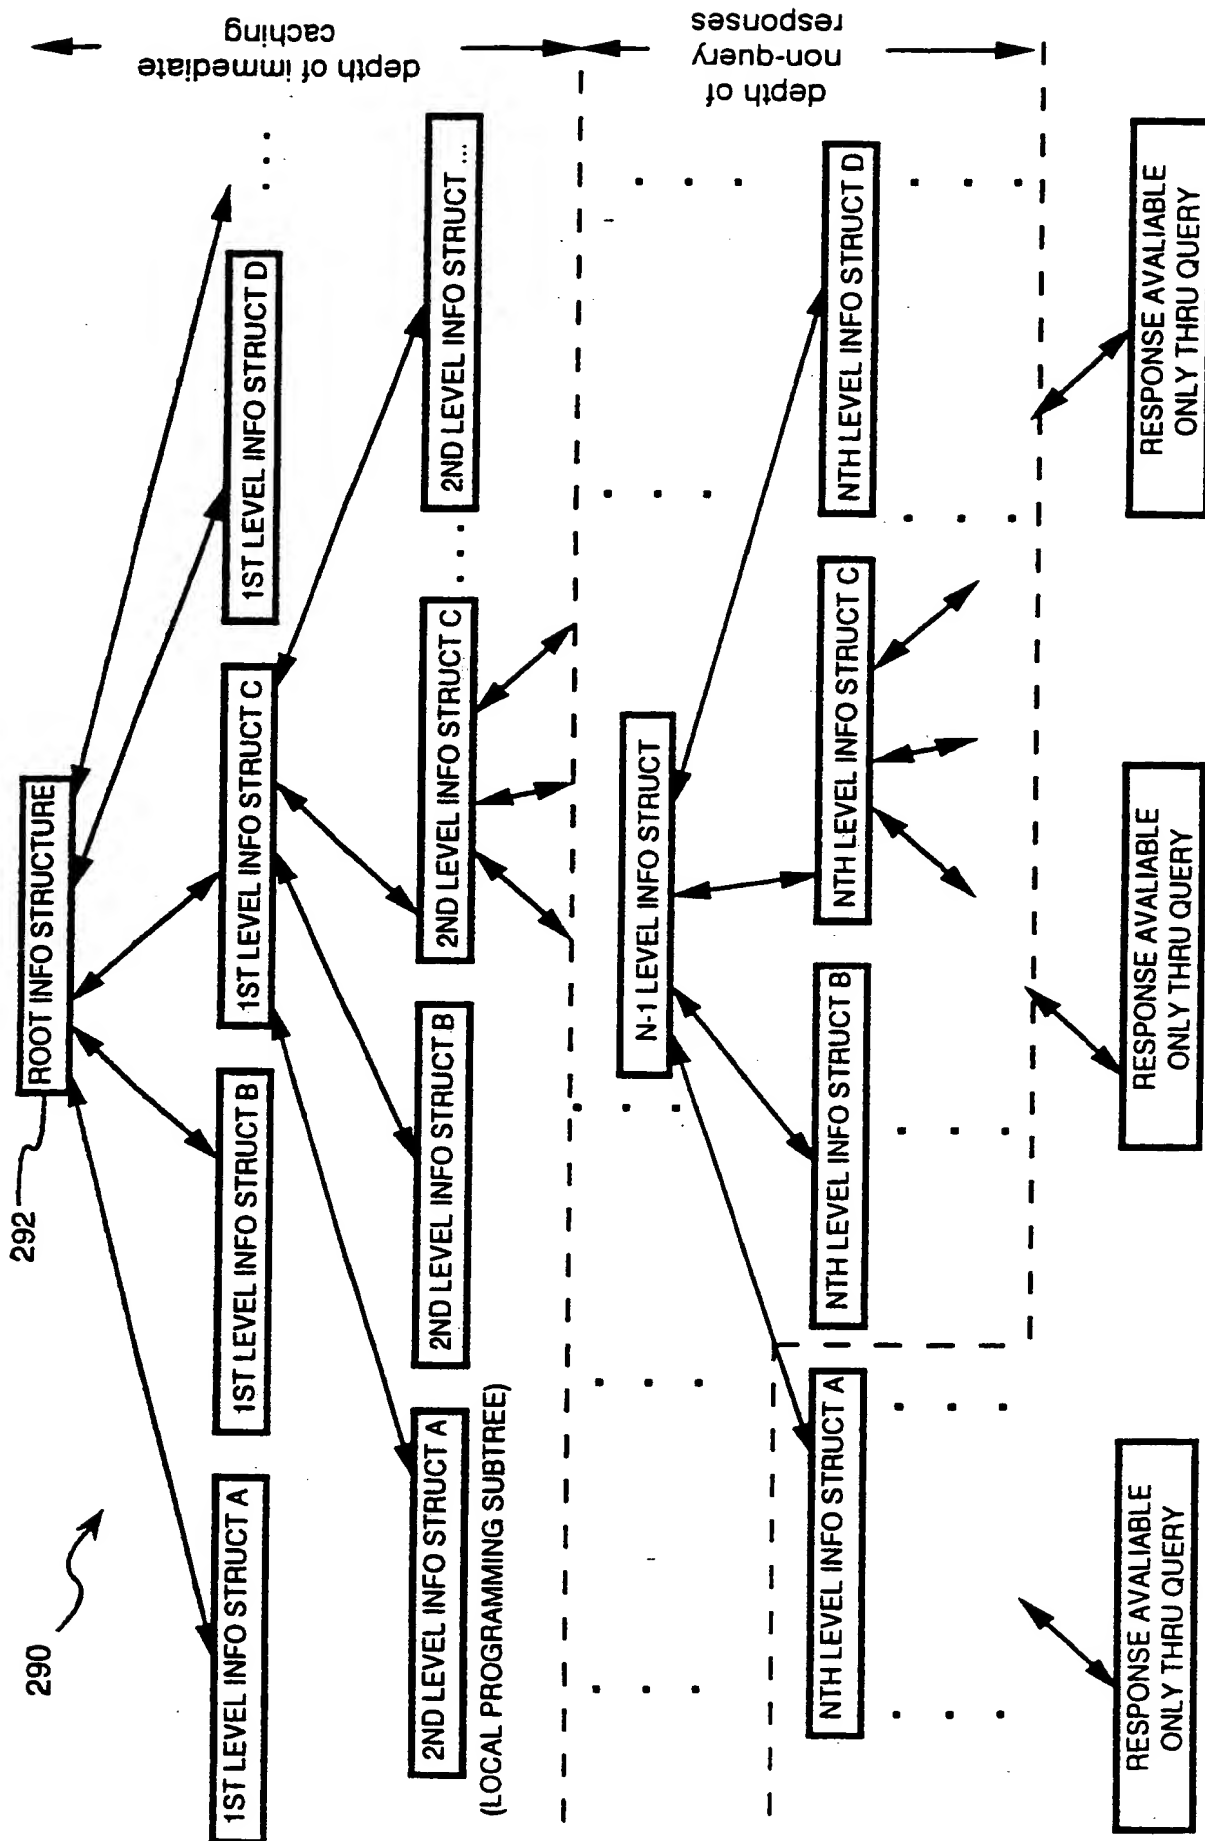 290
292
ROOT INFO STRUCTURE
1ST LEVEL INFO STRUCT A
1ST LEVEL INFO STRUCT B
1ST LEVEL INFO STRUCT C
1ST LEVEL INFO STRUCT D
. . .
depth of immediate
caching
2ND LEVEL INFO STRUCT A
(LOCAL PROGRAMMING SUBTREE)
2ND LEVEL INFO STRUCT B
2ND LEVEL INFO STRUCT C
. . .
2ND LEVEL INFO STRUCT ...
depth of
non-query
responses
N-1 LEVEL INFO STRUCT
NTH LEVEL INFO STRUCT A
NTH LEVEL INFO STRUCT B
NTH LEVEL INFO STRUCT C
NTH LEVEL INFO STRUCT D
RESPONSE AVALIABLE
ONLY THRU QUERY
RESPONSE AVALIABLE
ONLY THRU QUERY
RESPONSE AVALIABLE
ONLY THRU QUERY